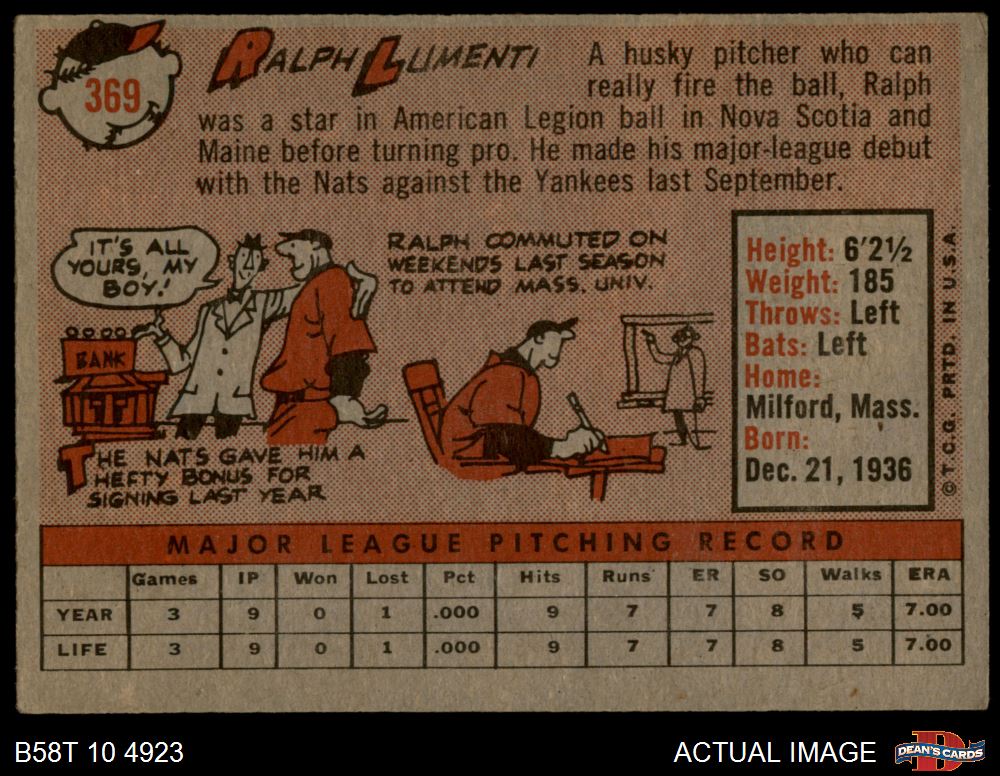 369
RALPH LUMENTI
A husky pitcher who can
really fire the ball, Ralph
was a star in American Legion ball in Nova Scotia and
Maine before turning pro. He made his major-league debut
with the Nats against the Yankees last September.
IT'S ALL
YOURS, MY
BOY!
BANK
THE NATS GAVE HIM A
HEFTY BONUS FOR
SIGNING LAST YEAR
RALPH COMMUTED ON
WEEKENDS LAST SEASON
TO ATTEND MASS. UNIV.
Height: 6'2½
Weight: 185
Throws: Left
Bats: Left
Home:
Milford, Mass.
Born:
Dec. 21, 1936
© T.C.G. PRTD. IN U.S.A.
MAJOR LEAGUE PITCHING RECORD
Games IP Won Lost Pct Hits Runs ER SO Walks ERA
YEAR 3 9 0 1 .000 9 7 7 8 5 7.00
LIFE 3 9 0 1 .000 9 7 7 8 5 7.00
B58T 10 4923
ACTUAL IMAGE
DEAN'S CARDS